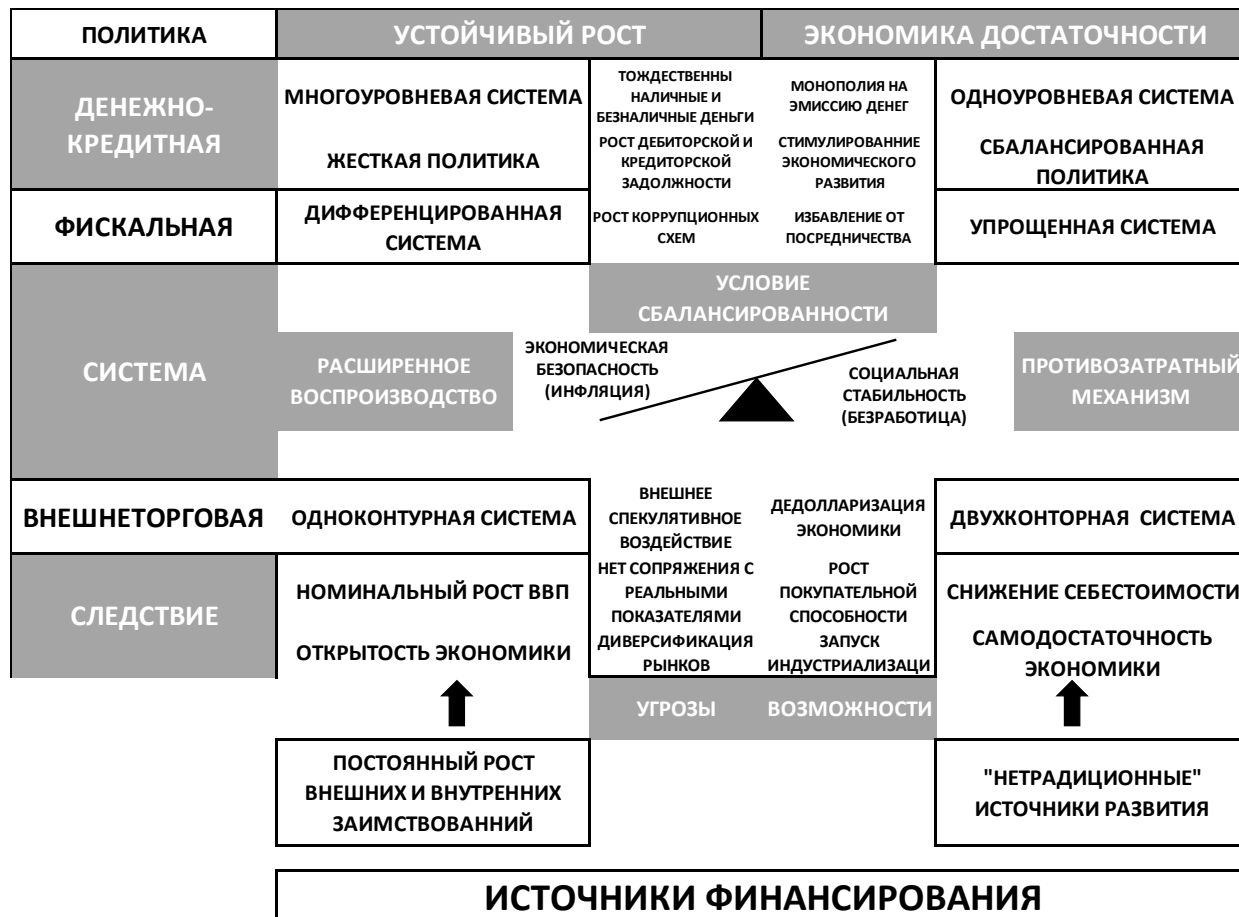 ПОЛИТИКА
УСТОЙЧИВЫЙ РОСТ
ЭКОНОМИКА ДОСТАТОЧНОСТИ
ДЕНЕЖНО-
КРЕДИТНАЯ
МНОГОУРОВНЕВАЯ СИСТЕМА
ЖЕСТКАЯ ПОЛИТИКА
ТОЖДЕСТВЕННЫ
НАЛИЧНЫЕ И
БЕЗНАЛИЧНЫЕ ДЕНЬГИ
РОСТ ДЕБИТОРСКОЙ И
КРЕДИТОРСКОЙ
ЗАДОЛЖНОСТИ
МОНОПОЛИЯ НА
ЭМИССИЮ ДЕНЕГ
СТИМУЛИРОВАННИЕ
ЭКОНОМИЧЕСКОГО
РАЗВИТИЯ
ОДНОУРОВНЕВАЯ СИСТЕМА
СБАЛАНСИРОВАННАЯ
ПОЛИТИКА
ФИСКАЛЬНАЯ
ДИФФЕРЕНЦИРОВАННАЯ
СИСТЕМА
РОСТ КОРРУПЦИОННЫХ
СХЕМ
ИЗБАВЛЕНИЕ ОТ
ПОСРЕДНИЧЕСТВА
УПРОЩЕННАЯ СИСТЕМА
СИСТЕМА
УСЛОВИЕ
СБАЛАНСИРОВАННОСТИ
РАСШИРЕННОЕ
ВОСПРОИЗВОДСТВО
ЭКОНОМИЧЕСКАЯ
БЕЗОПАСНОСТЬ
(ИНФЛЯЦИЯ)
СОЦИАЛЬНАЯ
СТАБИЛЬНОСТЬ
(БЕЗРАБОТИЦА)
ПРОТИВОЗАТРАТНЫЙ
МЕХАНИЗМ
ВНЕШНЕТОРГОВАЯ
ОДНОКОНТУРНАЯ СИСТЕМА
ВНЕШНЕЕ
СПЕКУЛЯТИВНОЕ
ВОЗДЕЙСТВИЕ
ДЕДОЛЛАРИЗАЦИЯ
ЭКОНОМИКИ
ДВУХКОНТОРНАЯ СИСТЕМА
СЛЕДСТВИЕ
НОМИНАЛЬНЫЙ РОСТ ВВП
ОТКРЫТОСТЬ ЭКОНОМИКИ
НЕТ СОПРЯЖЕНИЯ С
РЕАЛЬНЫМИ
ПОКАЗАТЕЛЯМИ
ДИВЕРСИФИКАЦИЯ
РЫНКОВ
РОСТ
ПОКУПАТЕЛЬНОЙ
СПОСОБНОСТИ
ЗАПУСК
ИНДУСТРИАЛИЗАЦИ
СНИЖЕНИЕ СЕБЕСТОИМОСТИ
САМОДОСТАТОЧНОСТЬ
ЭКОНОМИКИ
УГРОЗЫ
ВОЗМОЖНОСТИ
ПОСТОЯННЫЙ РОСТ
ВНЕШНИХ И ВНУТРЕННИХ
ЗАИМСТВОВАННИЙ
"НЕТРАДИЦИОННЫЕ"
ИСТОЧНИКИ РАЗВИТИЯ
ИСТОЧНИКИ ФИНАНСИРОВАНИЯ